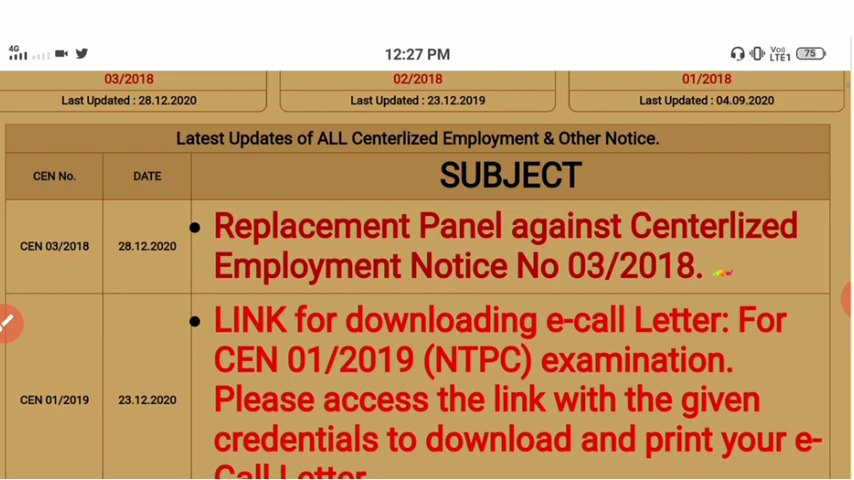 4G 12:27 PM Voº) LTE1 75
03/2018 02/2018 01/2018
Last Updated : 28.12.2020 Last Updated : 23.12.2019 Last Updated : 04.09.2020
Latest Updates of ALL Centerlized Employment & Other Notice.
CEN No. DATE SUBJECT
CEN 03/2018 28.12.2020
Replacement Panel against Centerlized
Employment Notice No 03/2018.
CEN 01/2019 23.12.2020
LINK for downloading e-call Letter: For
CEN 01/2019 (NTPC) examination.
Please access the link with the given
credentials to download and print your e-
Call Letter